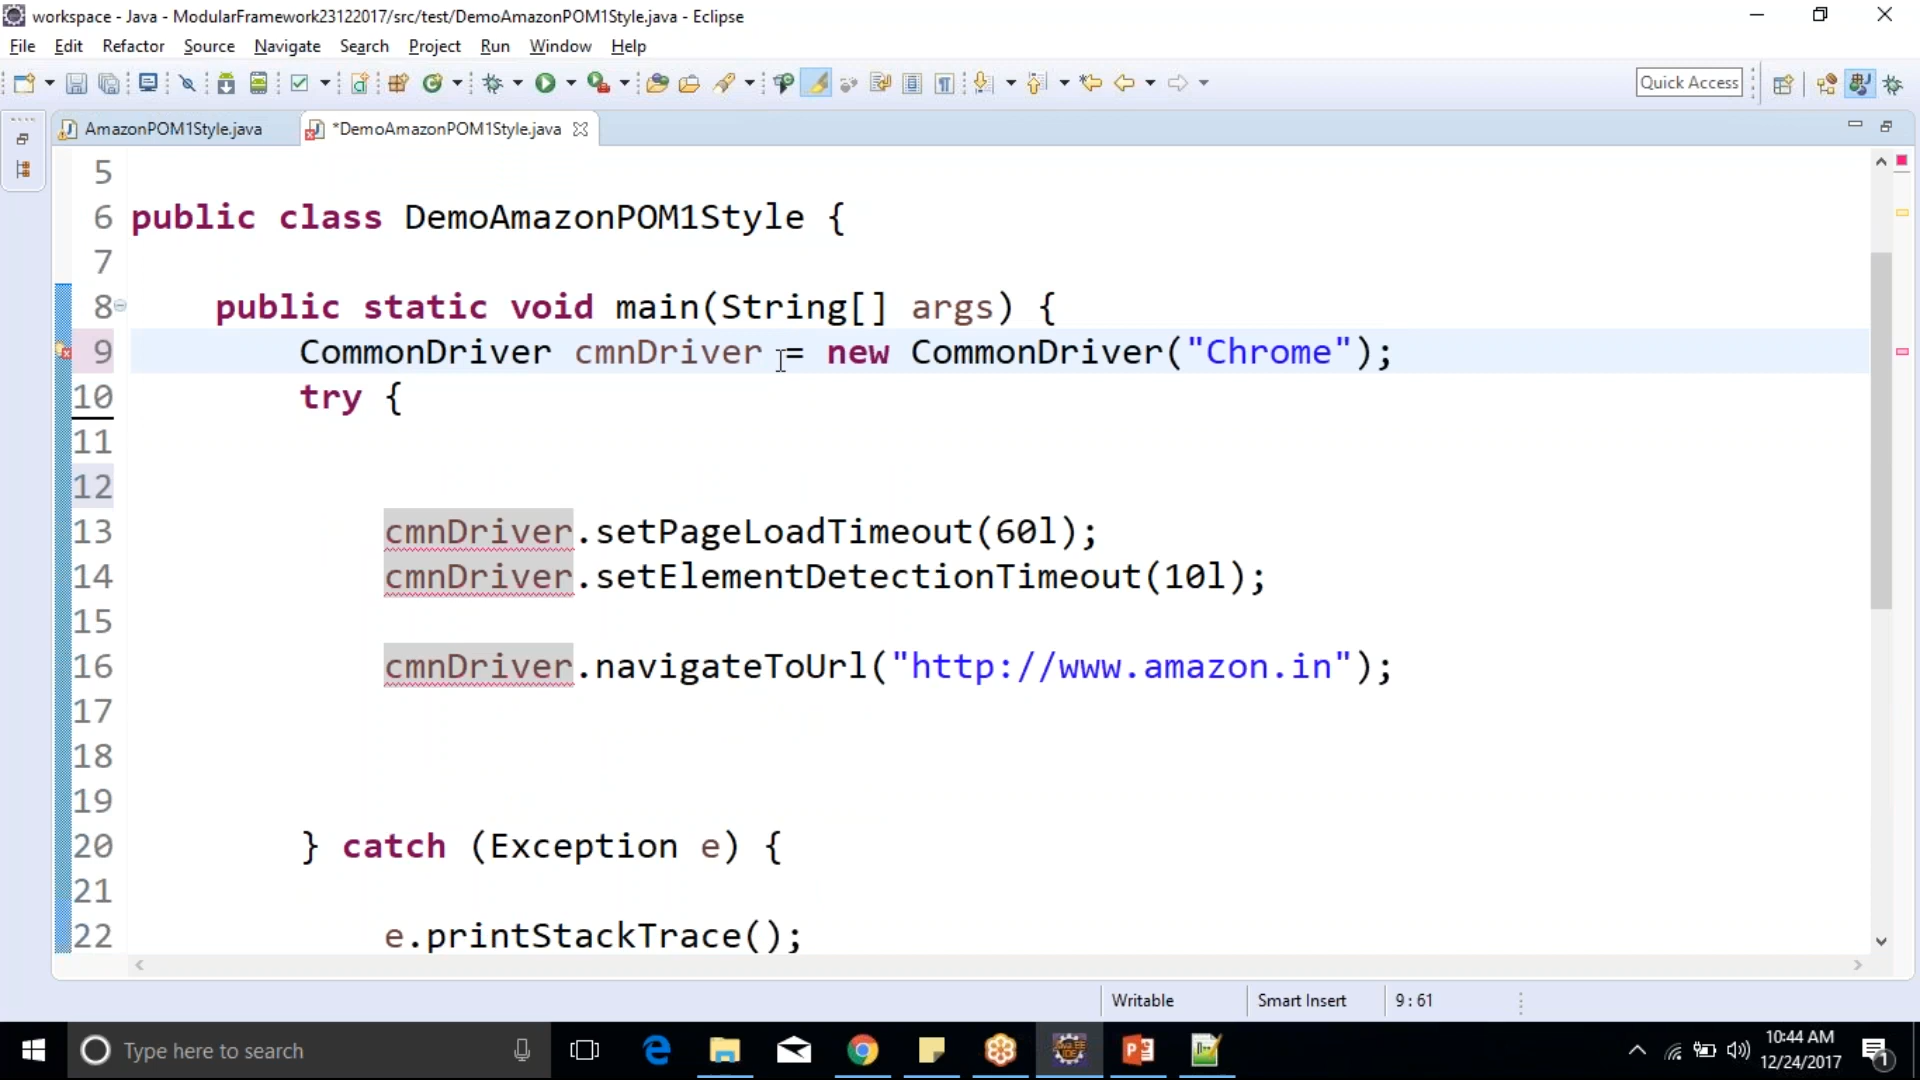 workspace - Java - ModularFramework23122017/src/test/DemoAmazonPOM1Style.java - Eclipse
File Edit Refactor Source Navigate Search Project Run Window Help
Quick Access
AmazonPOM1Style.java *DemoAmazonPOM1Style.java
5
6 public class DemoAmazonPOM1Style {
7
8 public static void main(String[] args) {
9 CommonDriver cmnDriver = new CommonDriver("Chrome");
10 try {
11
12
13 cmnDriver.setPageLoadTimeout(60l);
14 cmnDriver.setElementDetectionTimeout(10l);
15
16 cmnDriver.navigateToUrl("http://www.amazon.in");
17
18
19
20 } catch (Exception e) {
21
22 e.printStackTrace();
Writable Smart Insert 9 : 61
Type here to search
10:44 AM
12/24/2017
1